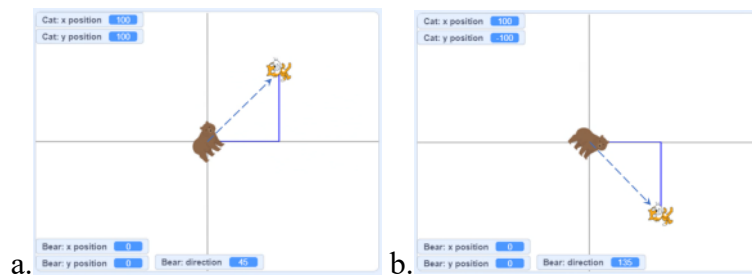 Cat: x position 100
Cat: y position 100
Bear: x position 0
Bear: y position 0
Bear: direction 45
a.
Cat: x position 100
Cat: y position -100
Bear: x position 0
Bear: y position 0
Bear: direction 135
b.